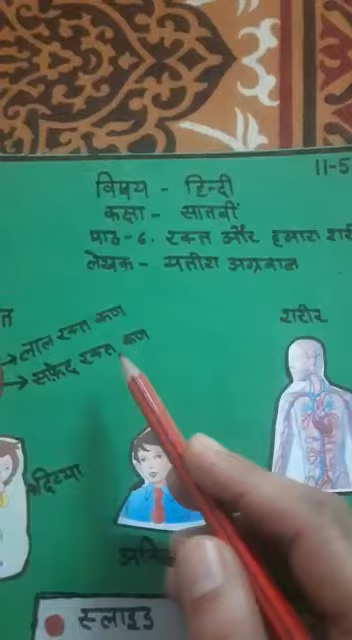 11-5
विषय - हिन्दी
कक्षा - सातवीं
पाठ-6. रक्त और हमारा शरी
लेखक - यतीश अग्रवाल
→ लाल रक्त कण
→ सफ़ेद रक्त कण
शरीर
दिव्या
अनि
स्लाइड